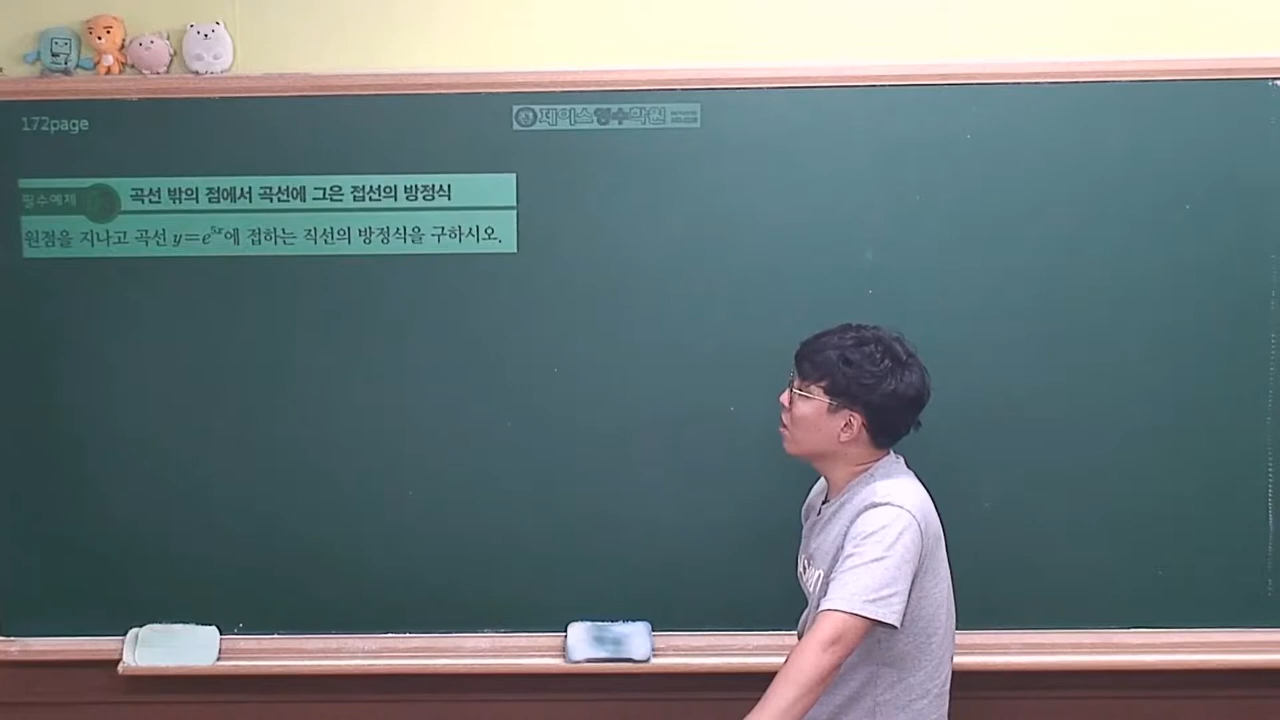 172page
제이스영수학원
필수예제 곡선 밖의 점에서 곡선에 그은 접선의 방정식
원점을 지나고 곡선 y=e^{5x}에 접하는 직선의 방정식을 구하시오.